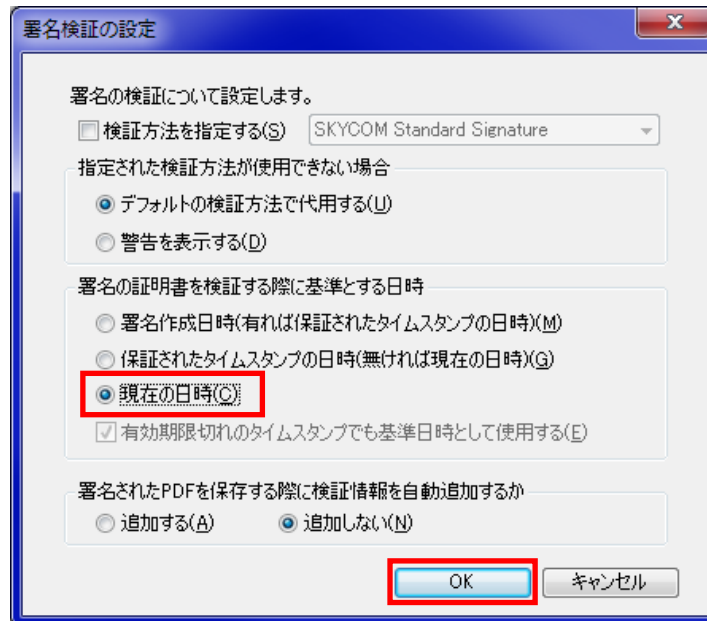 署名検証の設定
署名の検証について設定します。
検証方法を指定する(S) SKYCOM Standard Signature
指定された検証方法が使用できない場合
デフォルトの検証方法で代用する(U)
警告を表示する(D)
署名の証明書を検証する際に基準とする日時
署名作成日時(有れば保証されたタイムスタンプの日時)(M)
保証されたタイムスタンプの日時(無ければ現在の日時)(G)
現在の日時(C)
有効期限切れのタイムスタンプでも基準日時として使用する(E)
署名されたPDFを保存する際に検証情報を自動追加するか
追加する(A) 追加しない(N)
OK キャンセル